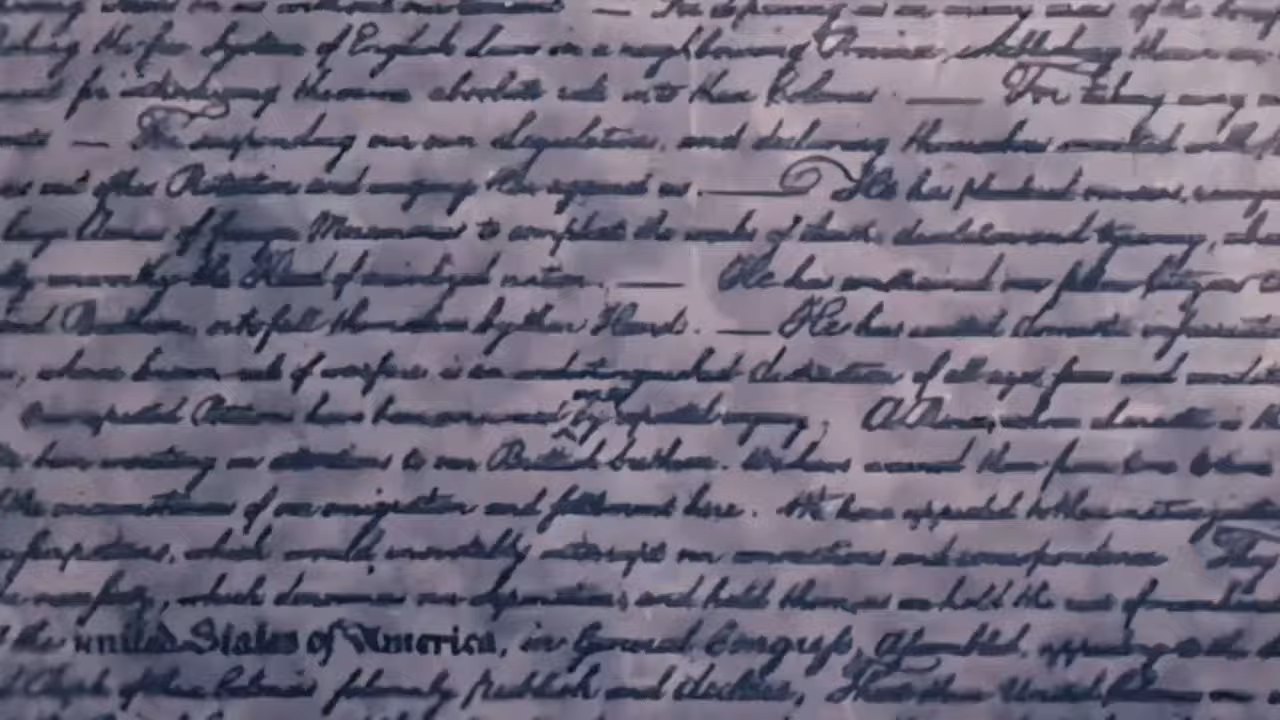 on us without our — For depriving us in many cases of the
the free System of English Laws in a neighbouring Province, establishing therein an
for introducing the same absolute rule into these Colonies — For taking away
— For suspending our own Legislatures, and declaring themselves invested with
us out of his Protection and waging War against us. — He has plundered our seas, ravaged
large Armies of foreign Mercenaries to compleat the works of death, desolation and tyranny,
unworthy the Head of a civilized nation. — He has constrained our fellow Citizens
and Brethren, or to fall themselves by their Hands. — He has excited domestic insurrections
, whose known rule of warfare, is an undistinguished destruction of all ages, sexes and
repeated Petitions have been answered only by repeated injury. A Prince, whose character is
been wanting in attentions to our Brittish brethren. We have warned them from time to time
the circumstances of our emigration and settlement here. We have appealed to their native
usurpations, which would inevitably interrupt our connections and correspondence They
necessity, which denounces our Separation, and hold them, as we hold the rest of mankind
the united States of America, in General Congress, Assembled, appealing to the
of these Colonies solemnly publish and declare, That these United Colonies